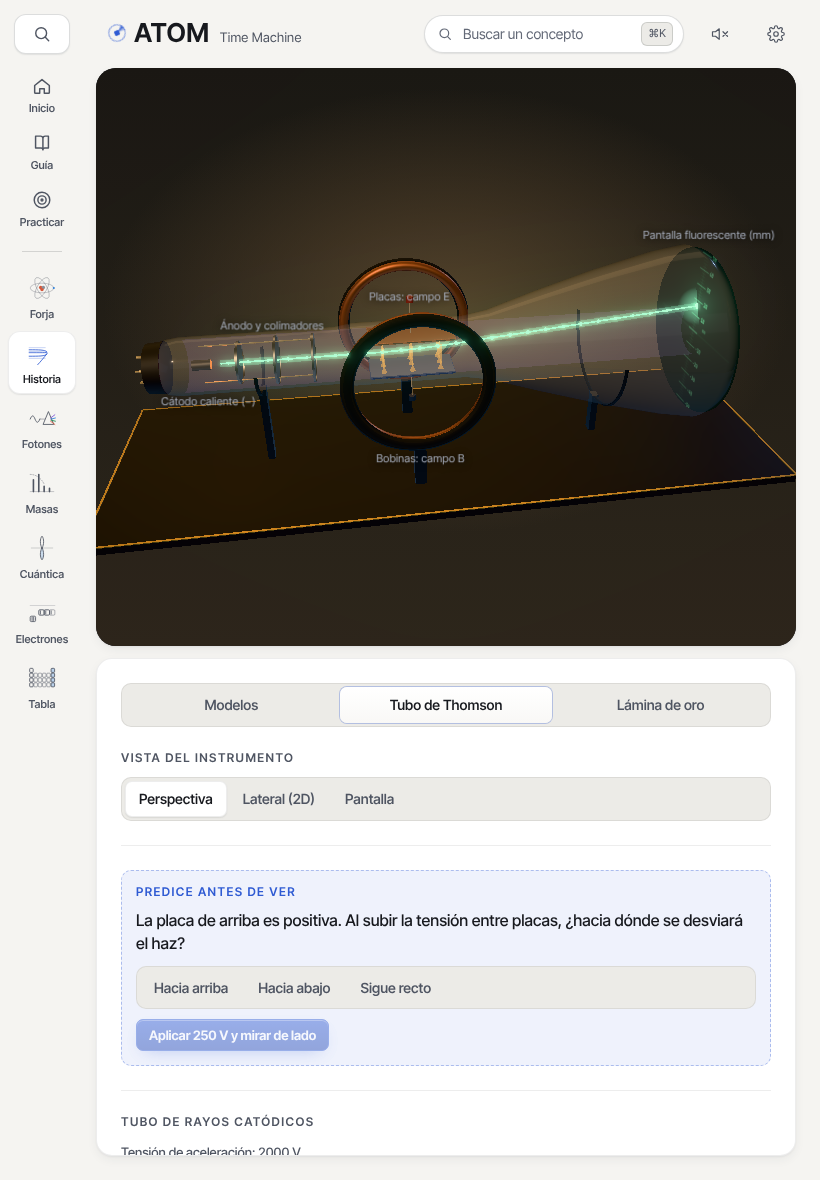 ATOM Time Machine
Buscar un concepto
⌘K
Inicio
Guía
Practicar
Forja
Historia
Fotones
Masas
Cuántica
Electrones
Tabla
Pantalla fluorescente (mm)
Placas: campo E
Ánodo y colimadores
Cátodo caliente (−)
Bobinas: campo B
Modelos
Tubo de Thomson
Lámina de oro
VISTA DEL INSTRUMENTO
Perspectiva
Lateral (2D)
Pantalla
PREDICE ANTES DE VER
La placa de arriba es positiva. Al subir la tensión entre placas, ¿hacia dónde se desviará
el haz?
Hacia arriba
Hacia abajo
Sigue recto
Aplicar 250 V y mirar de lado
TUBO DE RAYOS CATÓDICOS
Tensión de aceleración: 2000 V